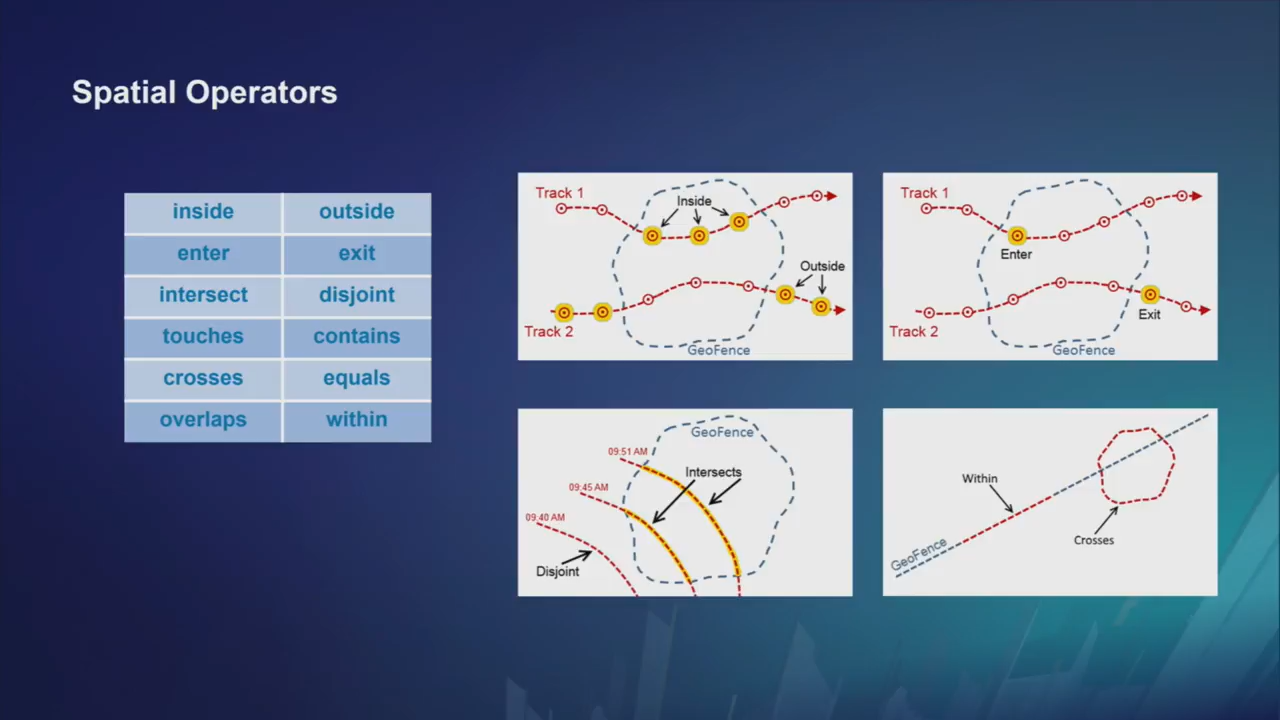 Spatial Operators
inside outside
enter exit
intersect disjoint
touches contains
crosses equals
overlaps within
Track 1
Inside
Outside
Track 2
GeoFence
Track 1
Enter
Exit
Track 2
GeoFence
GeoFence
09:51 AM
Intersects
09:45 AM
09:40 AM
Disjoint
Within
Crosses
GeoFence